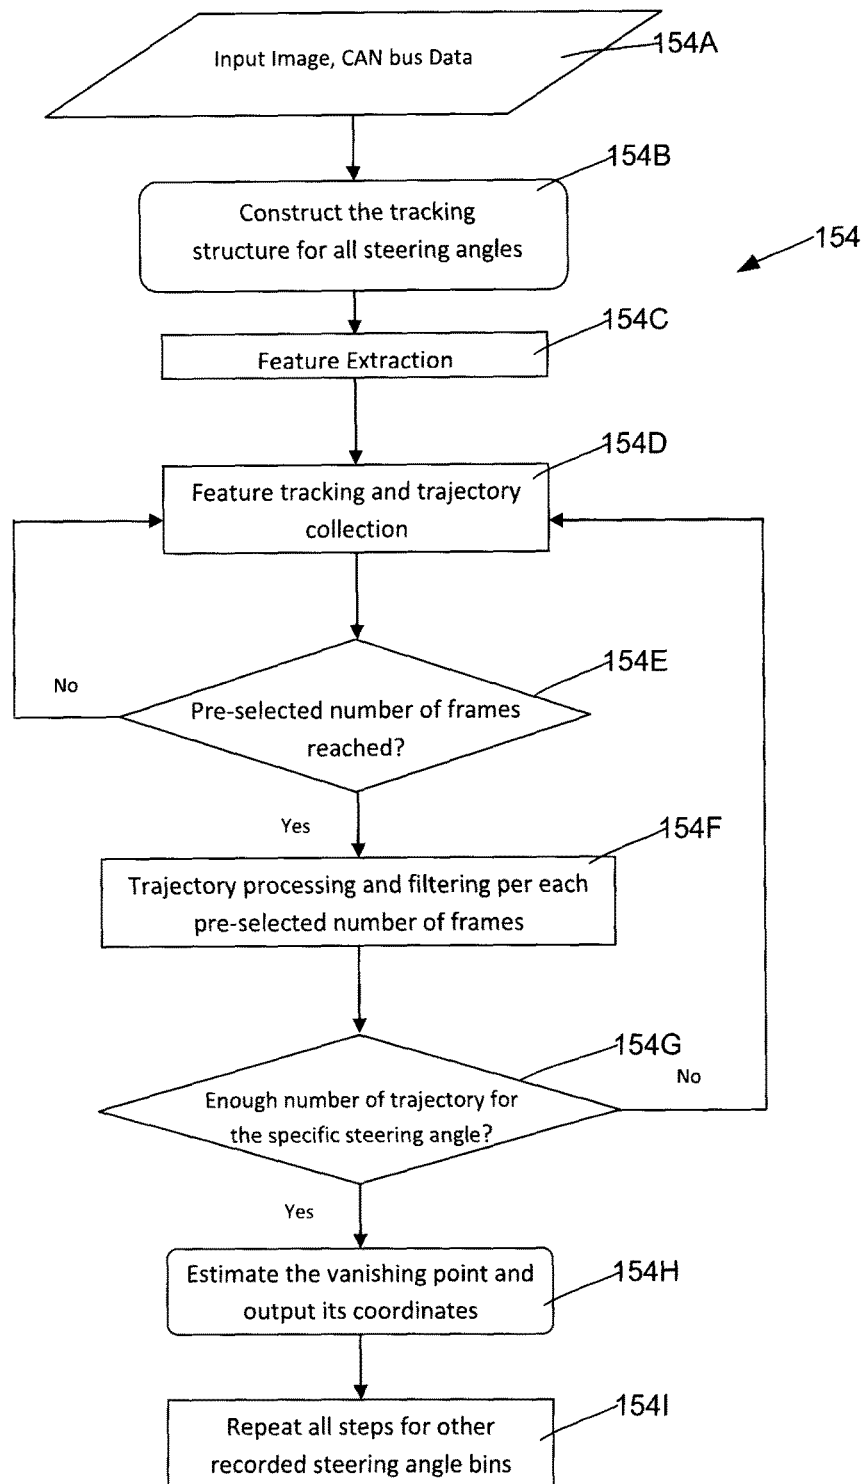 Input Image, CAN bus Data
154A
154B
Construct the tracking
structure for all steering angles
154
154C
Feature Extraction
154D
Feature tracking and trajectory
collection
154E
No
Pre-selected number of frames
reached?
Yes
154F
Trajectory processing and filtering per each
pre-selected number of frames
154G
No
Enough number of trajectory for
the specific steering angle?
Yes
Estimate the vanishing point and
output its coordinates
154H
154I
Repeat all steps for other
recorded steering angle bins